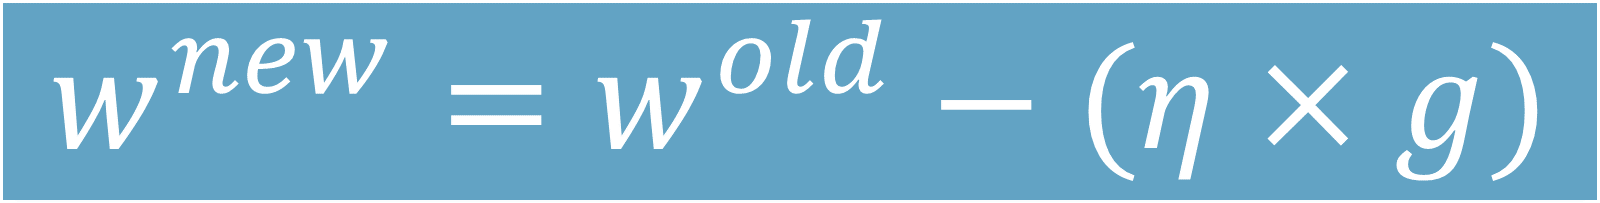 w^new = w^old − (η × g)